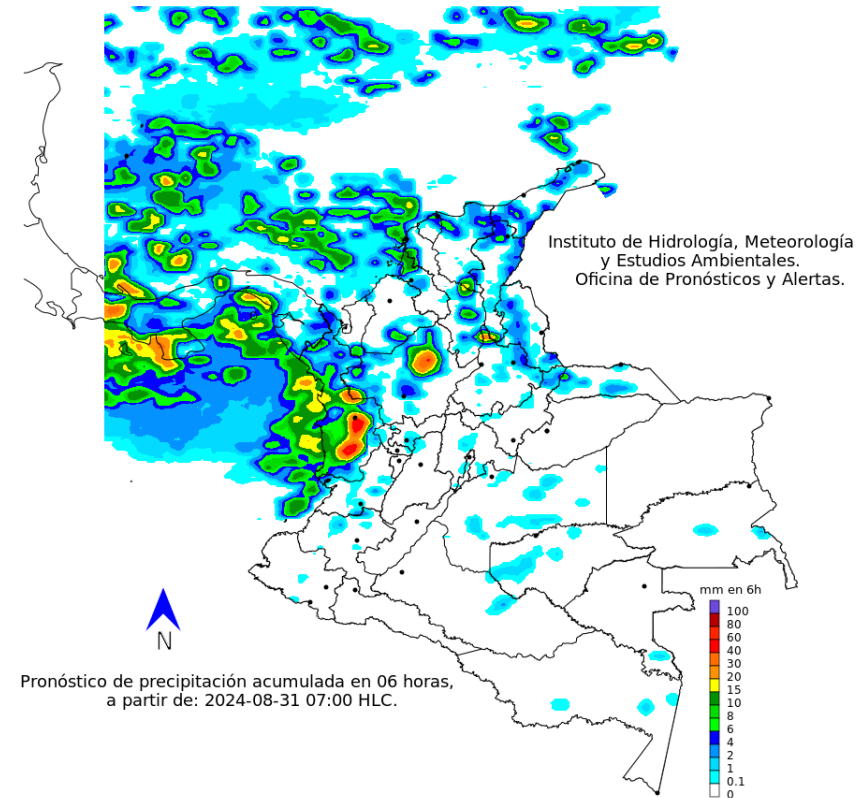 Instituto de Hidrología, Meteorología
y Estudios Ambientales.
Oficina de Pronósticos y Alertas.
N
mm en 6h
100
80
60
40
30
20
15
10
8
6
4
2
1
0.1
0
Pronóstico de precipitación acumulada en 06 horas,
a partir de: 2024-08-31 07:00 HLC.